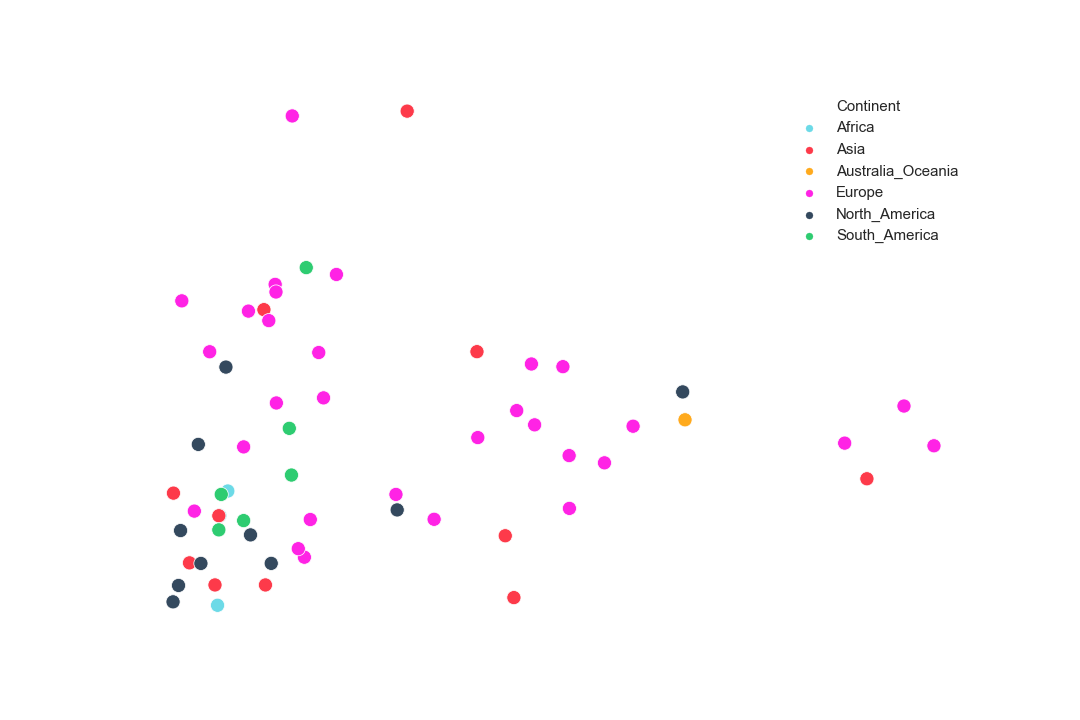 Continent
Africa
Asia
Australia_Oceania
Europe
North_America
South_America